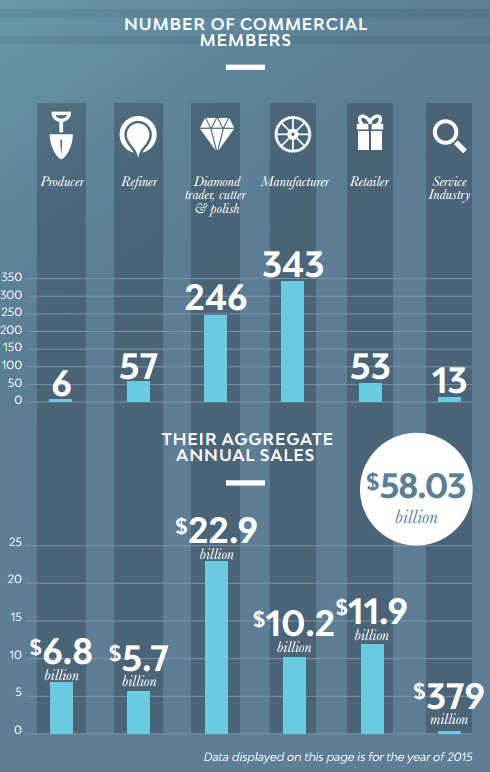 NUMBER OF COMMERCIAL
MEMBERS
Producer
Refiner
Diamond
trader, cutter
& polish
Manufacturer
Retailer
Service
Industry
350
300
250
200
150
100
50
0
6
57
246
343
53
13
THEIR AGGREGATE
ANNUAL SALES
$58.03
billion
25
20
15
10
5
0
$6.8
billion
$5.7
billion
$22.9
billion
$10.2
billion
$11.9
billion
$379
million
Data displayed on this page is for the year of 2015